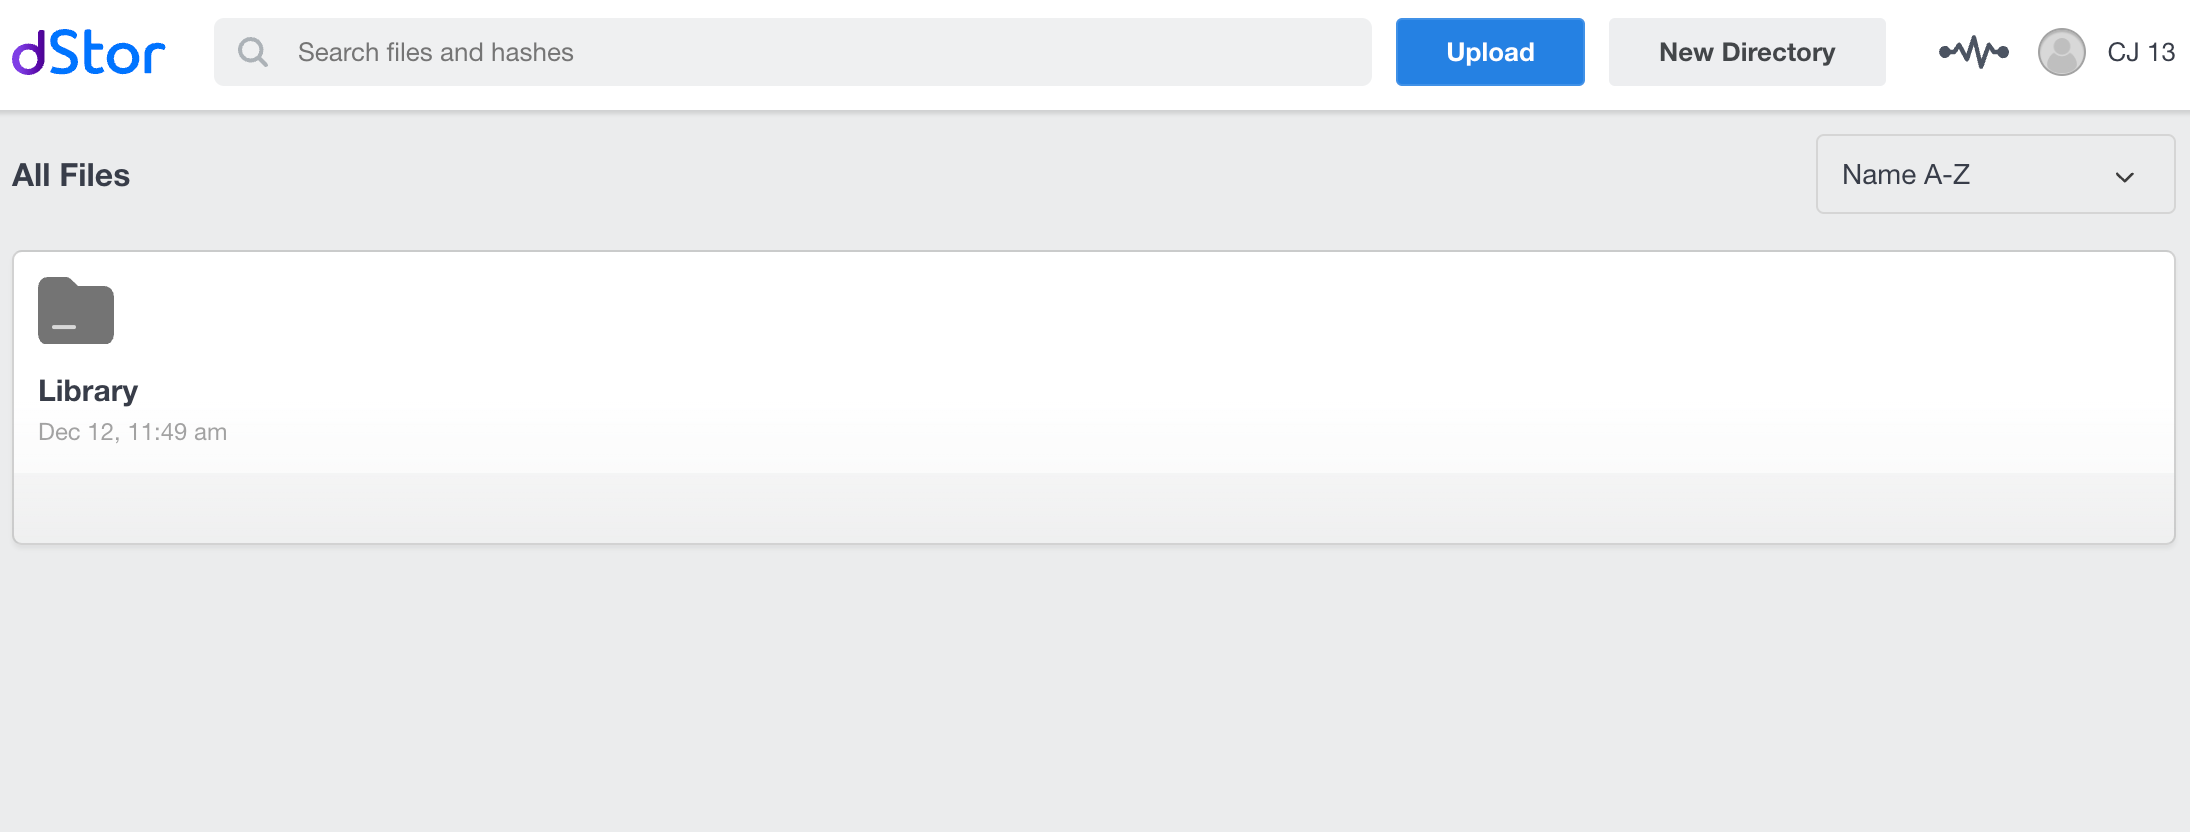 dStor
Search files and hashes
Upload
New Directory
CJ 13
All Files
Name A-Z
Library
Dec 12, 11:49 am